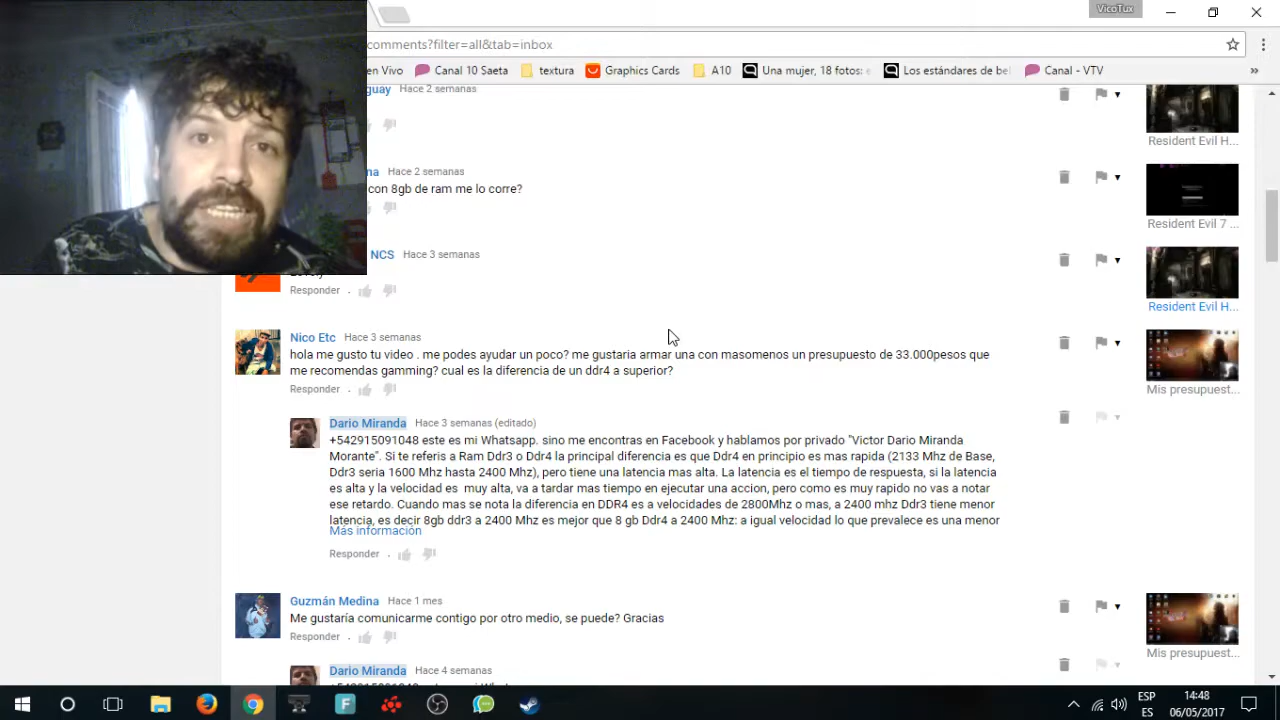 VicoTux
comments?filter=all&tab=inbox
en Vivo
Canal 10 Saeta
textura
Graphics Cards
A10
Una mujer, 18 fotos:
Los estándares de be
Canal - VTV
»
guay Hace 2 semanas
Resident Evil H...
na Hace 2 semanas
con 8gb de ram me lo corre?
Resident Evil 7 ...
NCS Hace 3 semanas
Responder .
Resident Evil H...
Nico Etc Hace 3 semanas
hola me gusto tu video . me podes ayudar un poco? me gustaria armar una con masomenos un presupuesto de 33.000pesos que
me recomendas gamming? cual es la diferencia de un ddr4 a superior?
Responder .
Mis presupuest...
Dario Miranda Hace 3 semanas (editado)
+542915091048 este es mi Whatsapp. sino me encontras en Facebook y hablamos por privado "Victor Dario Miranda
Morante". Si te referis a Ram Ddr3 o Ddr4 la principal diferencia es que Ddr4 en principio es mas rapida (2133 Mhz de Base,
Ddr3 seria 1600 Mhz hasta 2400 Mhz), pero tiene una latencia mas alta. La latencia es el tiempo de respuesta, si la latencia
es alta y la velocidad es muy alta, va a tardar mas tiempo en ejecutar una accion, pero como es muy rapido no vas a notar
ese retardo. Cuando mas se nota la diferencia en DDR4 es a velocidades de 2800Mhz o mas, a 2400 mhz Ddr3 tiene menor
latencia, es decir 8gb ddr3 a 2400 Mhz es mejor que 8 gb Ddr4 a 2400 Mhz: a igual velocidad lo que prevalece es una menor
Más información
Responder .
Guzmán Medina Hace 1 mes
Me gustaría comunicarme contigo por otro medio, se puede? Gracias
Responder .
Mis presupuest...
Dario Miranda Hace 4 semanas
ESP
ES
14:48
06/05/2017